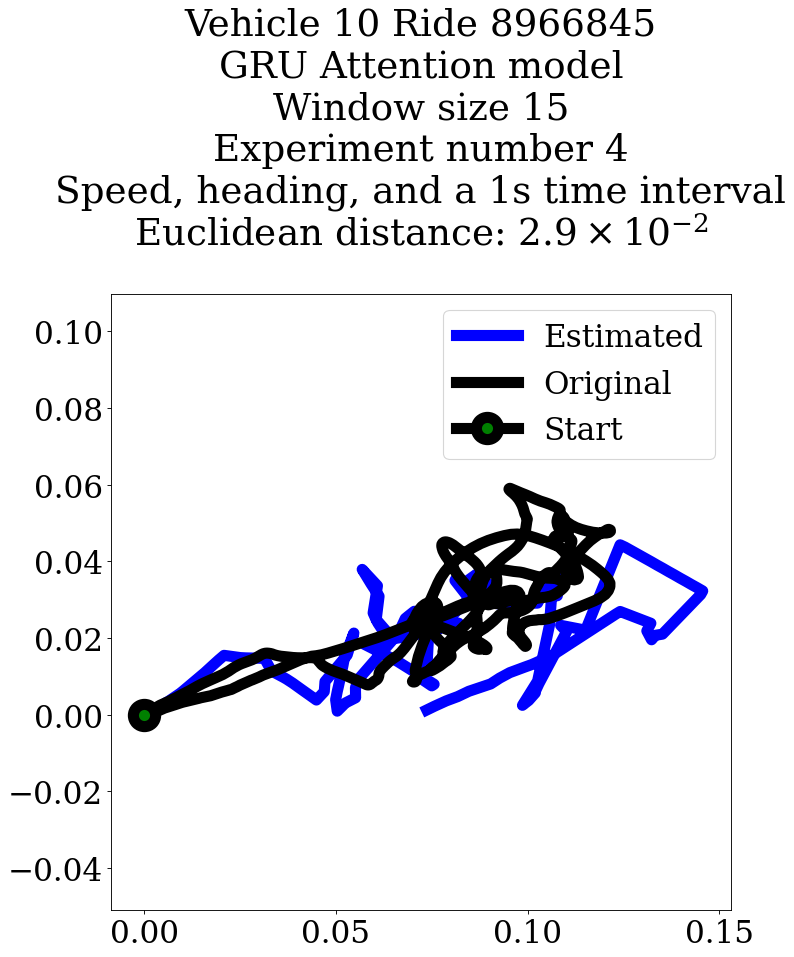 Vehicle 10 Ride 8966845
GRU Attention model
Window size 15
Experiment number 4
Speed, heading, and a 1s time interval
Euclidean distance: 2.9 × 10⁻²
Estimated
Original
Start
0.10
0.08
0.06
0.04
0.02
0.00
−0.02
−0.04
0.00 0.05 0.10 0.15